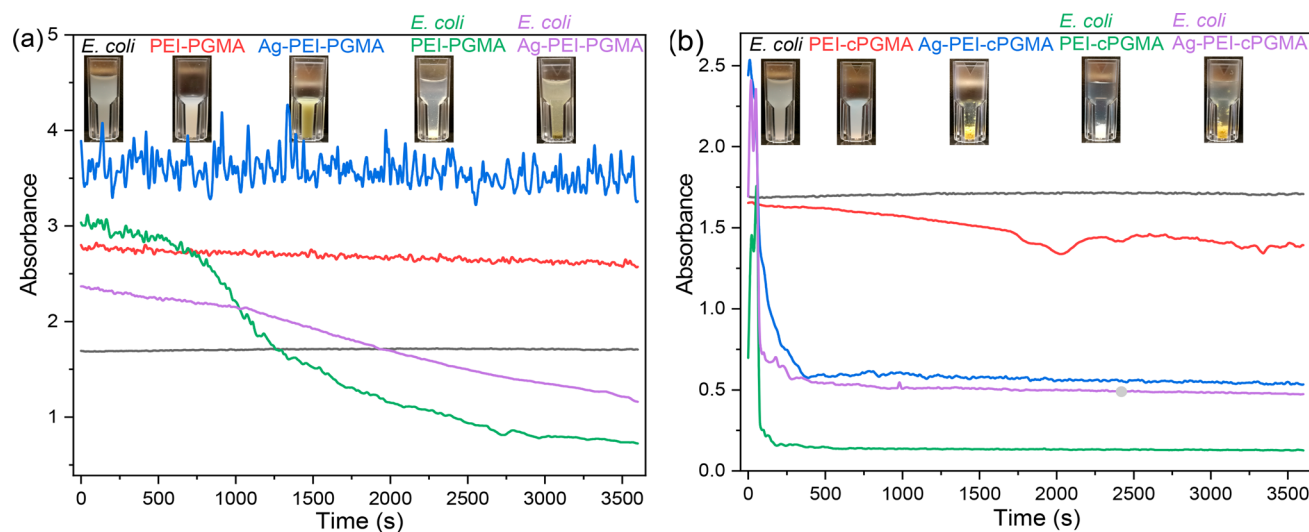 (a)
E. coli PEI-PGMA Ag-PEI-PGMA E. coli PEI-PGMA E. coli Ag-PEI-PGMA
Absorbance
5
4
3
2
1
0 500 1000 1500 2000 2500 3000 3500
Time (s)
(b)
E. coli PEI-cPGMA Ag-PEI-cPGMA E. coli PEI-cPGMA E. coli Ag-PEI-cPGMA
Absorbance
2.5
2.0
1.5
1.0
0.5
0.0
0 500 1000 1500 2000 2500 3000 3500
Time (s)